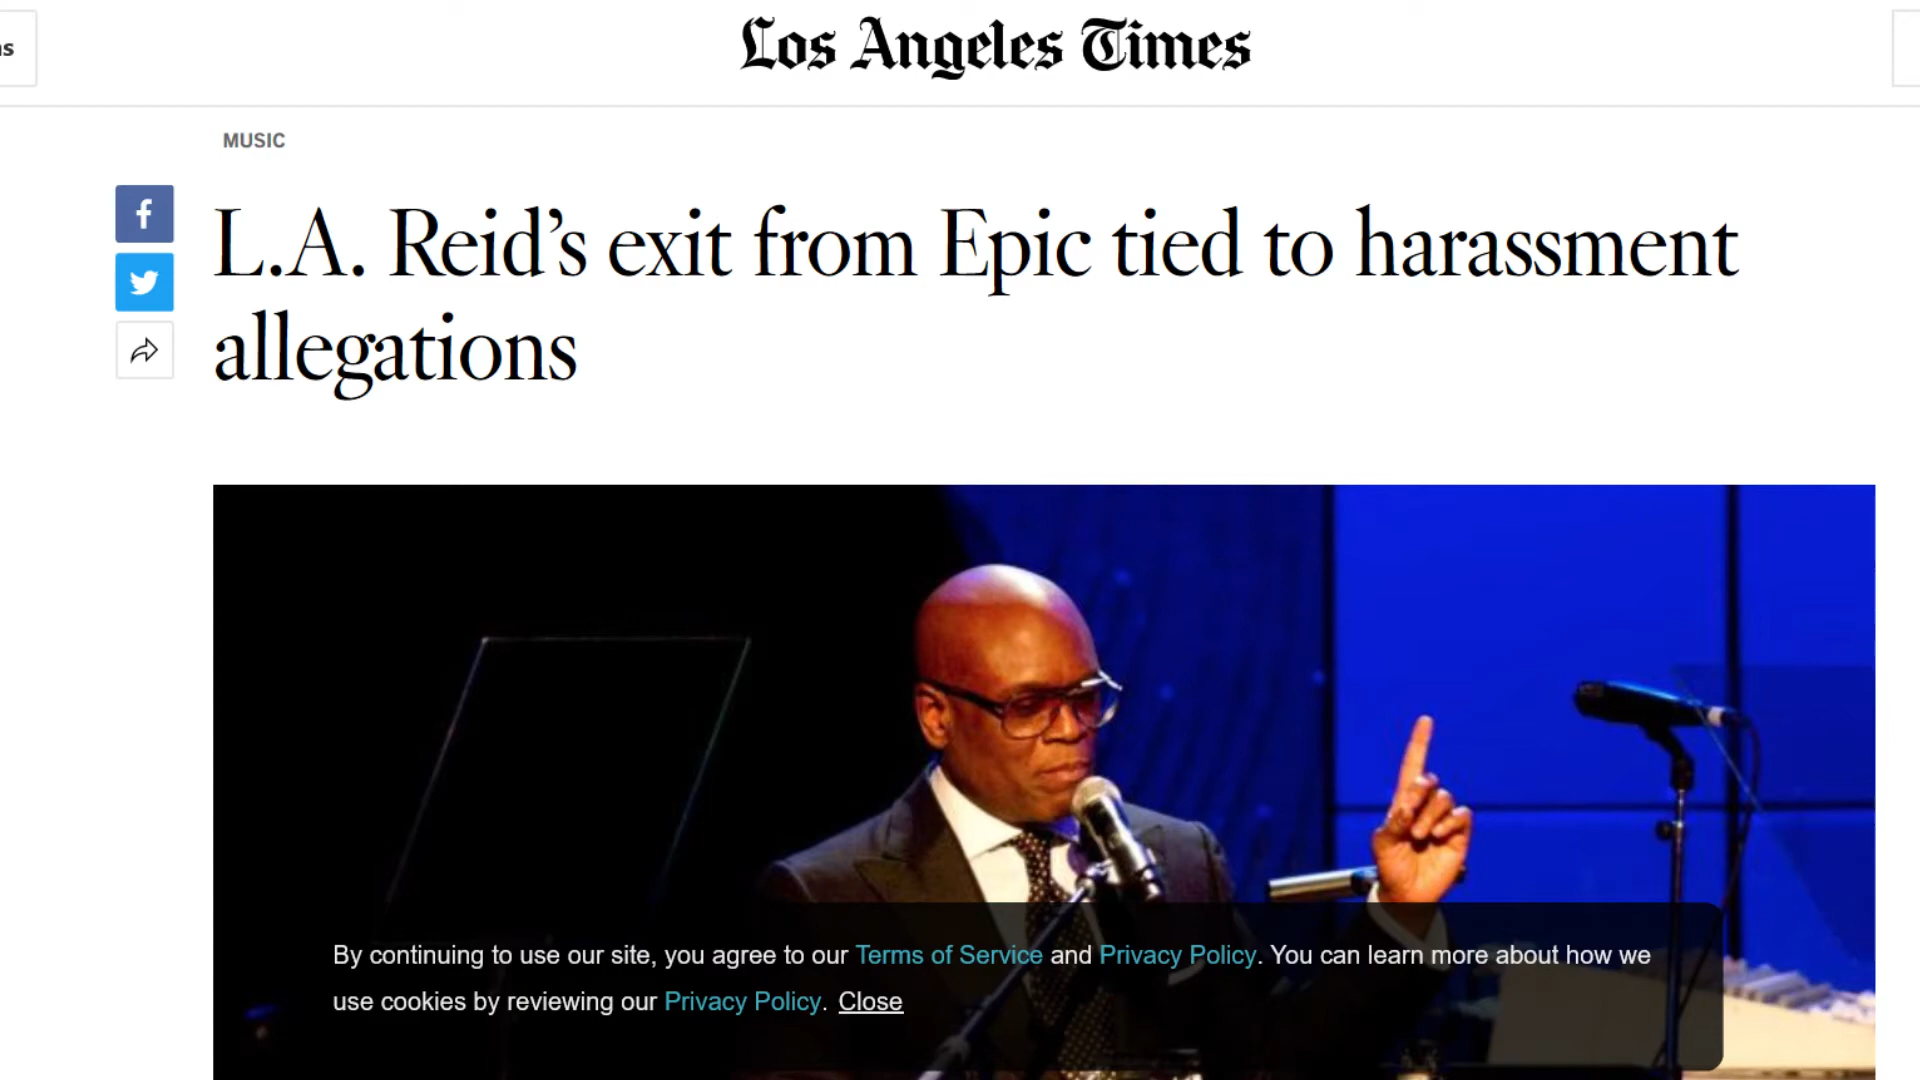 s
Los Angeles Times
MUSIC
L.A. Reid’s exit from Epic tied to harassment
allegations
By continuing to use our site, you agree to our Terms of Service and Privacy Policy. You can learn more about how we
use cookies by reviewing our Privacy Policy. Close